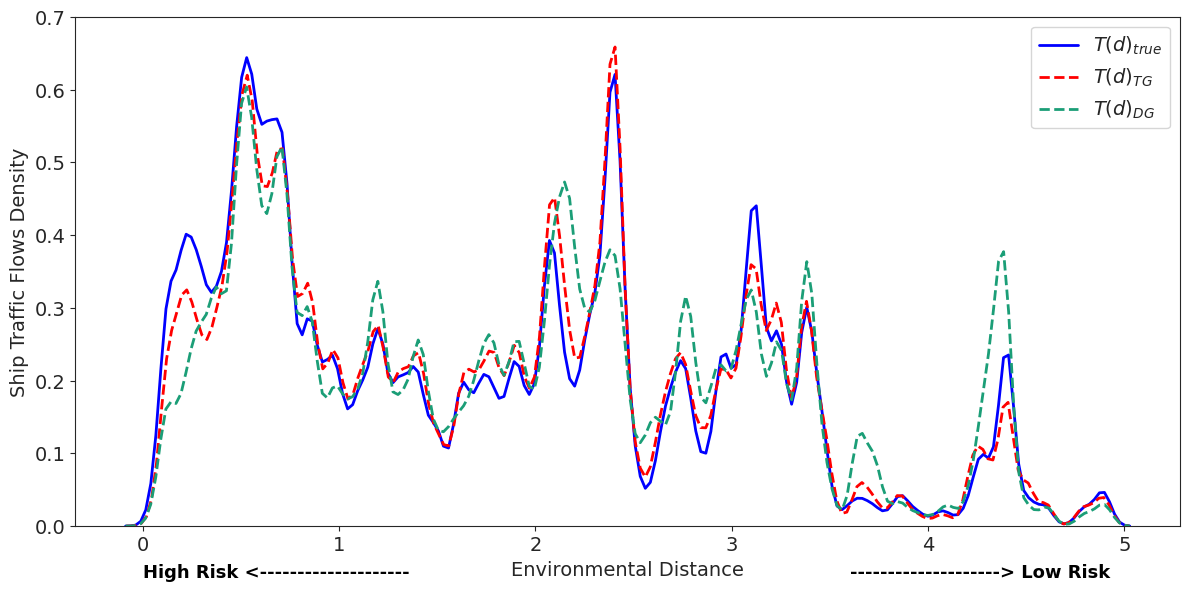 0.7
0.6
0.5
0.4
0.3
0.2
0.1
0.0
Ship Traffic Flows Density
T(d)true
T(d)TG
T(d)DG
0 1 2 3 4 5
High Risk <--------------------- Environmental Distance ---------------------> Low Risk